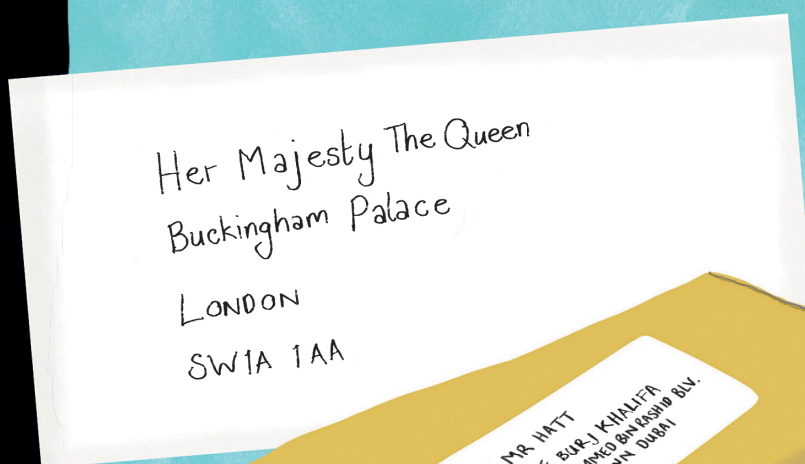 Her Majesty The Queen
Buckingham Palace
LONDON
SW1A 1AA
MR HATT
BURJ KHALIFA
BIN RASHID BLV.
DUBAI